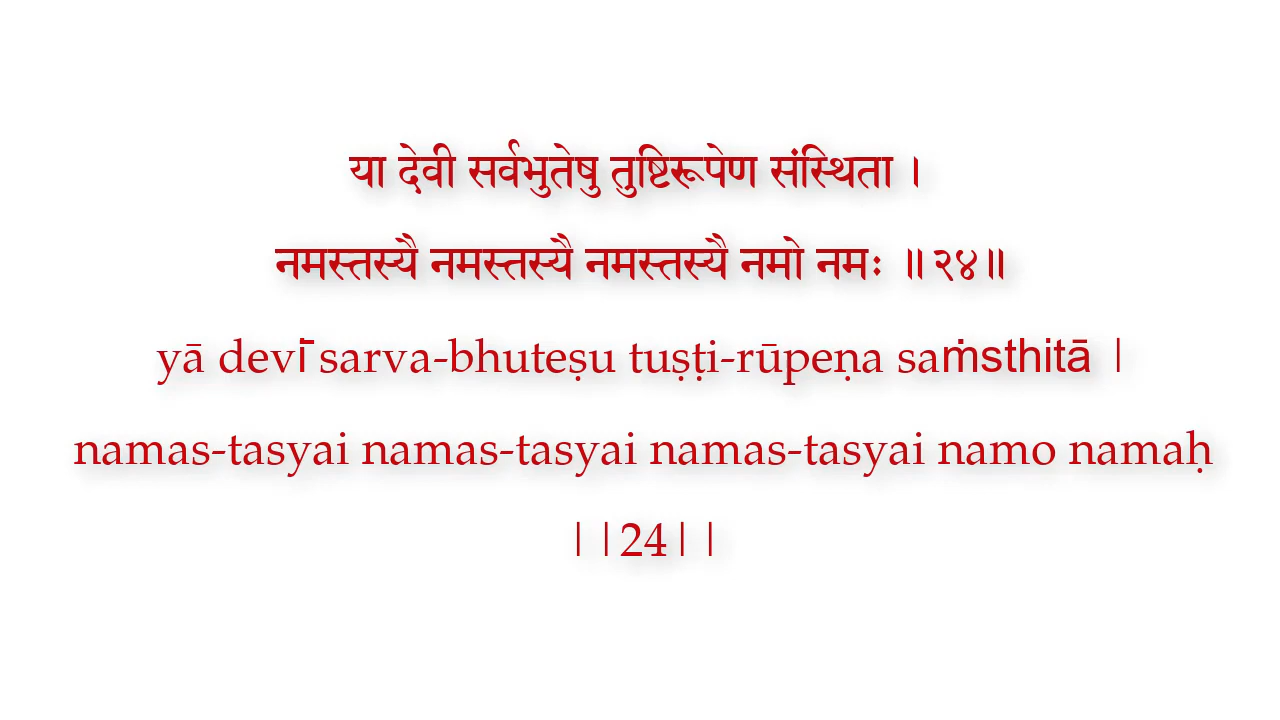 या देवी सर्वभुतेषु तुष्टिरूपेण संस्थिता ।
नमस्तस्यै नमस्तस्यै नमस्तस्यै नमो नमः ॥२४॥
yā devī sarva-bhuteṣu tuṣṭi-rūpeṇa saṁsthitā |
namas-tasyai namas-tasyai namas-tasyai namo namaḥ
||24||